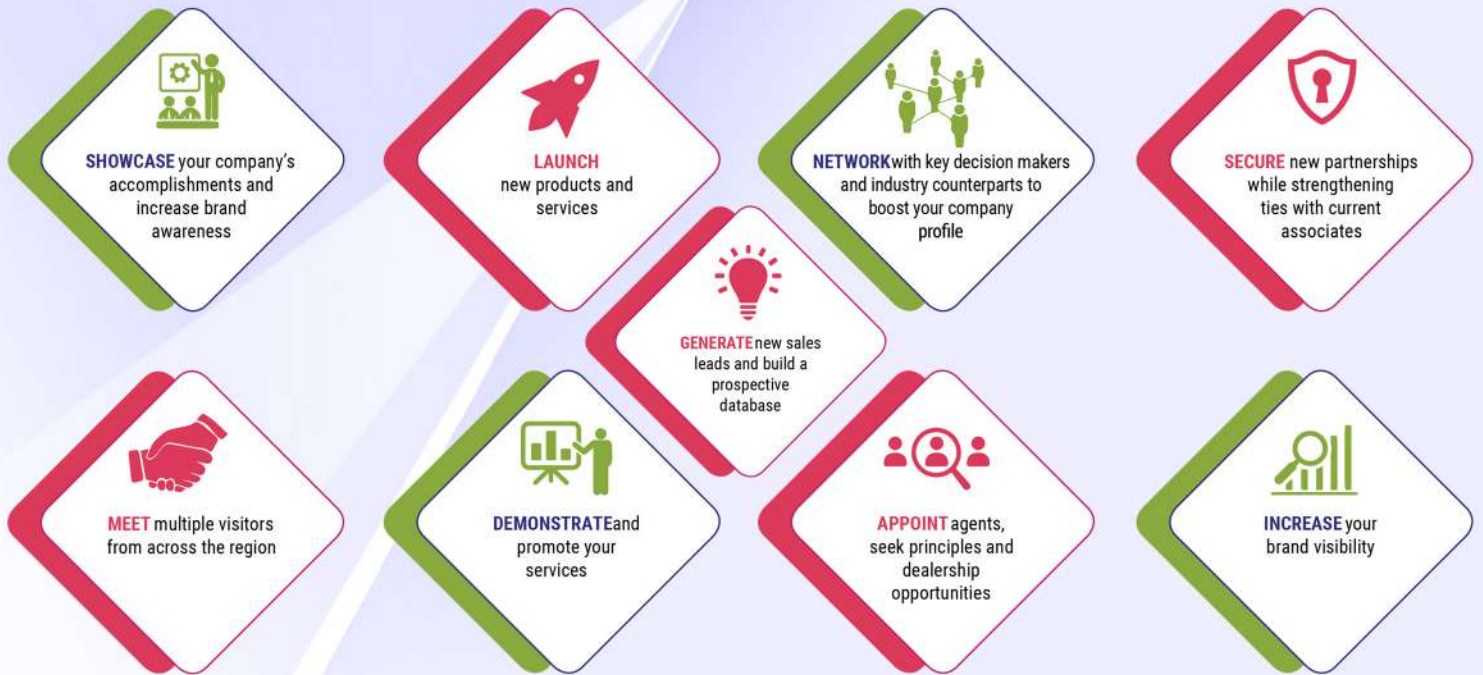 SHOWCASE your company's
accomplishments and
increase brand
awareness
LAUNCH
new products and
services
NETWORK with key decision makers
and industry counterparts to
boost your company
profile
SECURE new partnerships
while strengthening
ties with current
associates
GENERATE new sales
leads and build a
prospective
database
MEET multiple visitors
from across the region
DEMONSTRATE and
promote your
services
APPOINT agents,
seek principles and
dealership
opportunities
INCREASE your
brand visibility